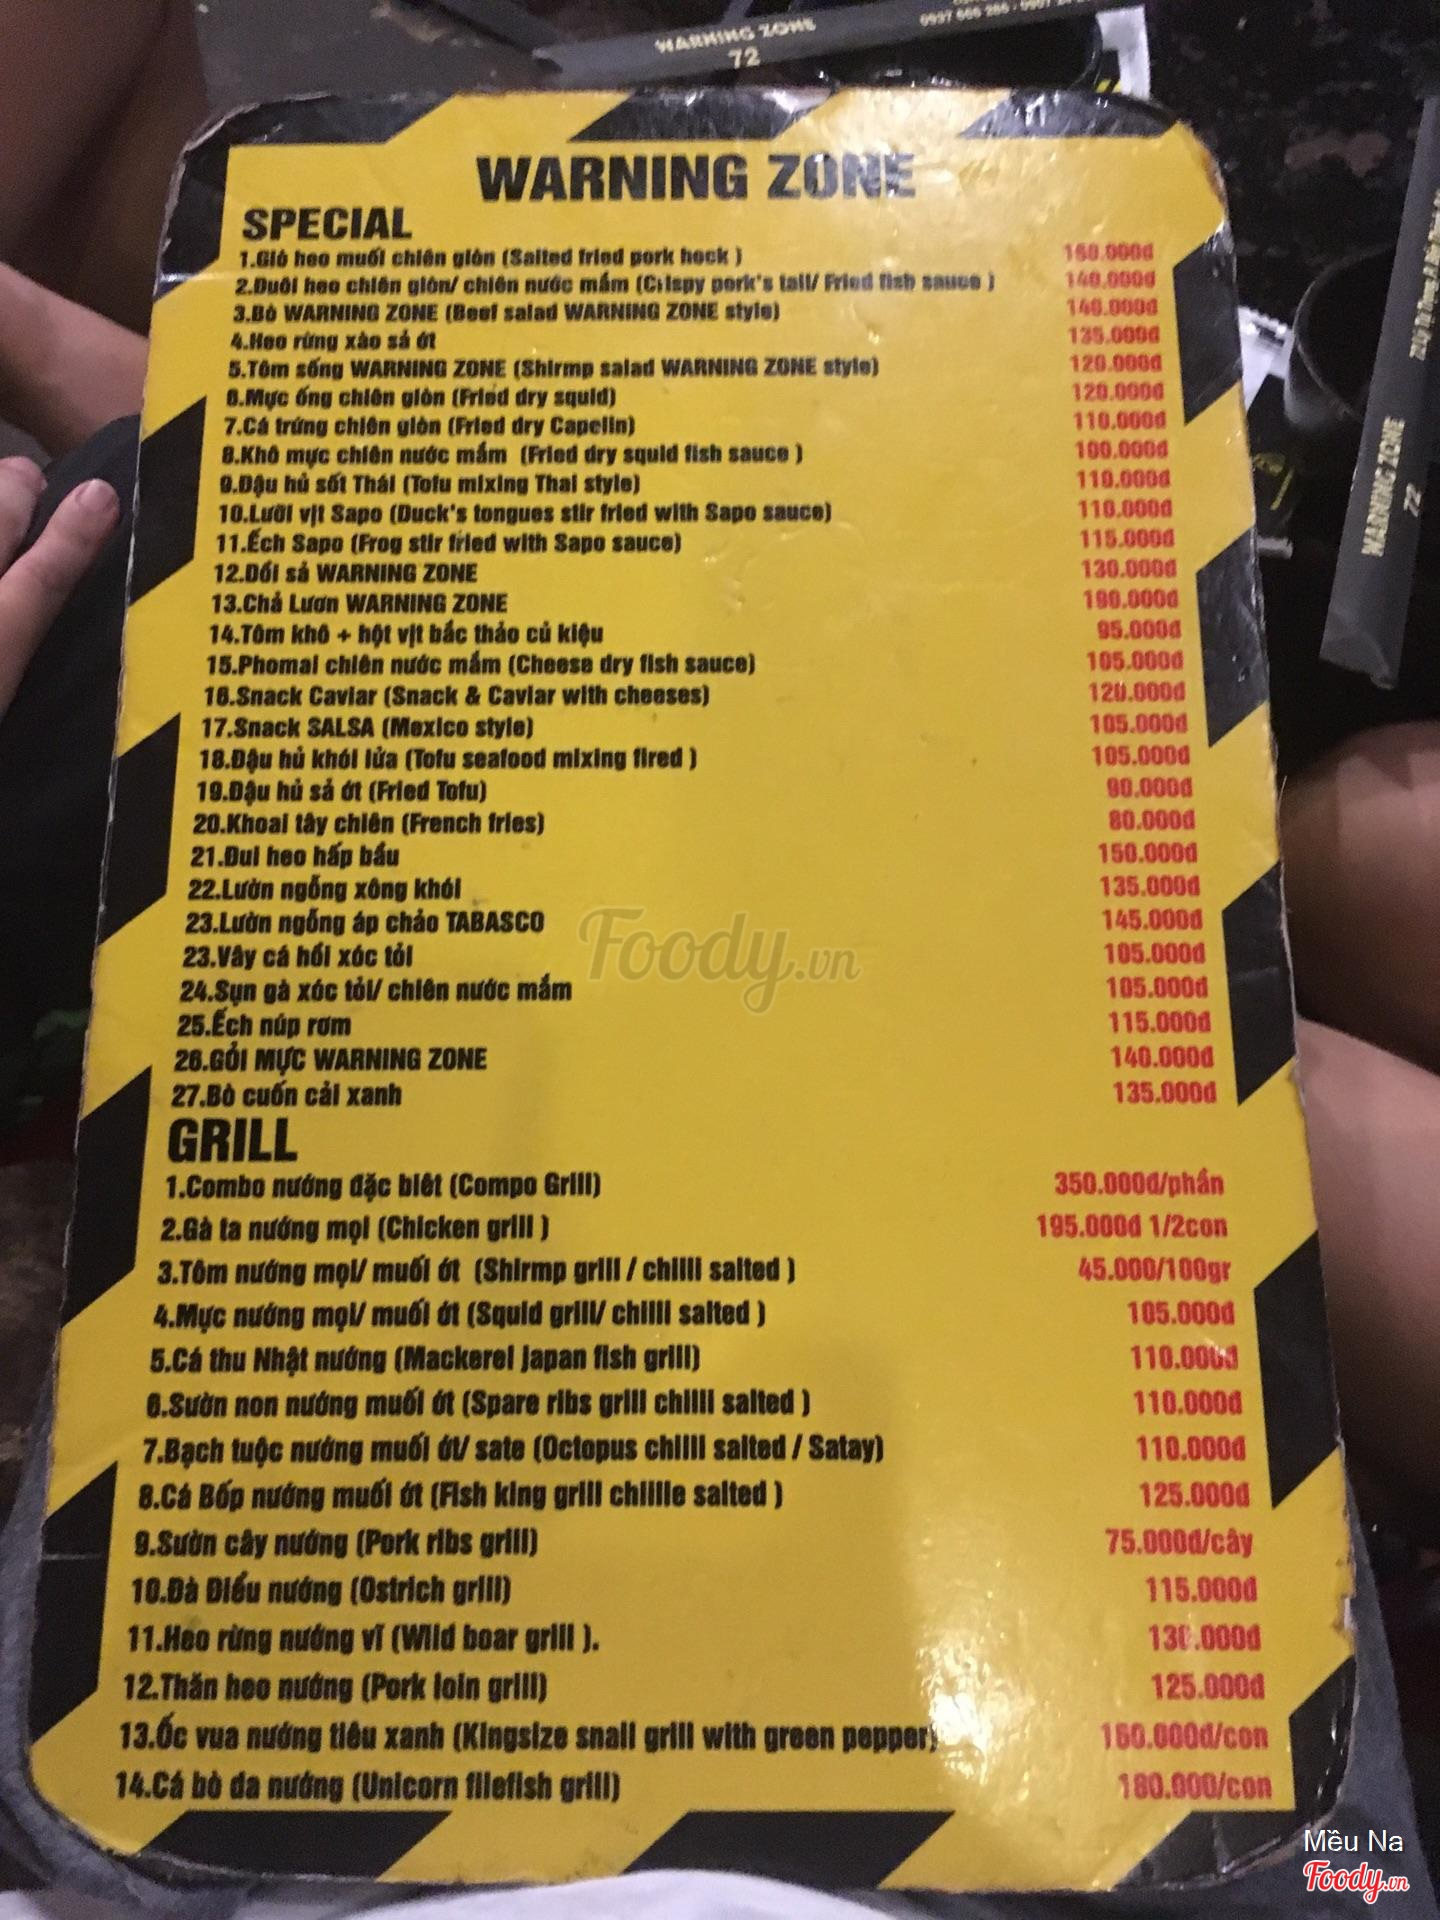 WARNING ZONE
72
WARNING ZONE
SPECIAL
1.Giò heo muối chiên giòn (Salted fried pork hock ) 160.000đ
2.Đuôi heo chiên giòn/ chiên nước mắm (Crispy pork's tail/ Fried fish sauce ) 140.000đ
3.Bò WARNING ZONE (Beef salad WARNING ZONE style) 140.000đ
4.Heo rừng xào sả ớt 135.000đ
5.Tôm sống WARNING ZONE (Shirmp salad WARNING ZONE style) 120.000đ
6.Mực ống chiên giòn (Fried dry squid) 120.000đ
7.Cá trứng chiên giòn (Fried dry Capelin) 110.000đ
8.Khô mực chiên nước mắm (Fried dry squid fish sauce ) 100.000đ
9.Đậu hủ sốt Thái (Tofu mixing Thai style) 110.000đ
10.Lưỡi vịt Sapo (Duck's tongues stir fried with Sapo sauce) 110.000đ
11.Ếch Sapo (Frog stir fried with Sapo sauce) 115.000đ
12.Dồi sả WARNING ZONE 130.000đ
13.Chả Lươn WARNING ZONE 190.000đ
14.Tôm khô + hột vịt bắc thảo củ kiệu 95.000đ
15.Phomai chiên nước mắm (Cheese dry fish sauce) 105.000đ
16.Snack Caviar (Snack & Caviar with cheeses) 120.000đ
17.Snack SALSA (Mexico style) 105.000đ
18.Đậu hủ khói lửa (Tofu seafood mixing fired ) 105.000đ
19.Đậu hủ sả ớt (Fried Tofu) 90.000đ
20.Khoai tây chiên (French fries) 80.000đ
21.Đùi heo hấp bầu 150.000đ
22.Lườn ngỗng xông khói 135.000đ
23.Lườn ngỗng áp chảo TABASCO 145.000đ
23.Vây cá hồi xóc tỏi 105.000đ
24.Sụn gà xóc tỏi/ chiên nước mắm 105.000đ
25.Ếch núp rơm 115.000đ
26.GỎI MỰC WARNING ZONE 140.000đ
27.Bò cuốn cải xanh 135.000đ
GRILL
1.Combo nướng đặc biêt (Compo Grill) 350.000đ/phần
2.Gà ta nướng mọi (Chicken grill ) 195.000đ 1/2con
3.Tôm nướng mọi/ muối ớt (Shirmp grill / chilli salted ) 45.000/100gr
4.Mực nướng mọi/ muối ớt (Squid grill/ chilli salted ) 105.000đ
5.Cá thu Nhật nướng (Mackerel Japan fish grill) 110.000đ
6.Sườn non nướng muối ớt (Spare ribs grill chilli salted ) 110.000đ
7.Bạch tuộc nướng muối ớt/ sate (Octopus chilli salted / Satay) 110.000đ
8.Cá Bốp nướng muối ớt (Fish king grill chiillie salted ) 125.000đ
9.Sườn cây nướng (Pork ribs grill) 75.000đ/cây
10.Đà Điểu nướng (Ostrich grill) 115.000đ
11.Heo rừng nướng vĩ (Wild boar grill ). 130.000đ
12.Thăn heo nướng (Pork loin grill) 125.000đ
13.Ốc vua nướng tiêu xanh (Kingsize snail grill with green pepper) 160.000đ/con
14.Cá bò da nướng (Unicorn filefish grill) 180.000/con
WARNING ZONE
72
Foody.vn
Mều Na
Foody.vn